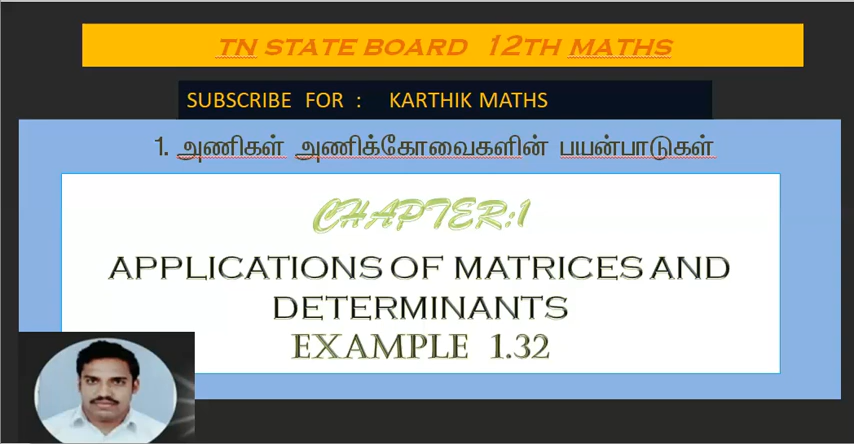 TN STATE BOARD 12TH MATHS
SUBSCRIBE FOR : KARTHIK MATHS
1. அணிகள் அணிக்கோவைகளின் பயன்பாடுகள்
CHAPTER:1
APPLICATIONS OF MATRICES AND
DETERMINANTS
EXAMPLE 1.32